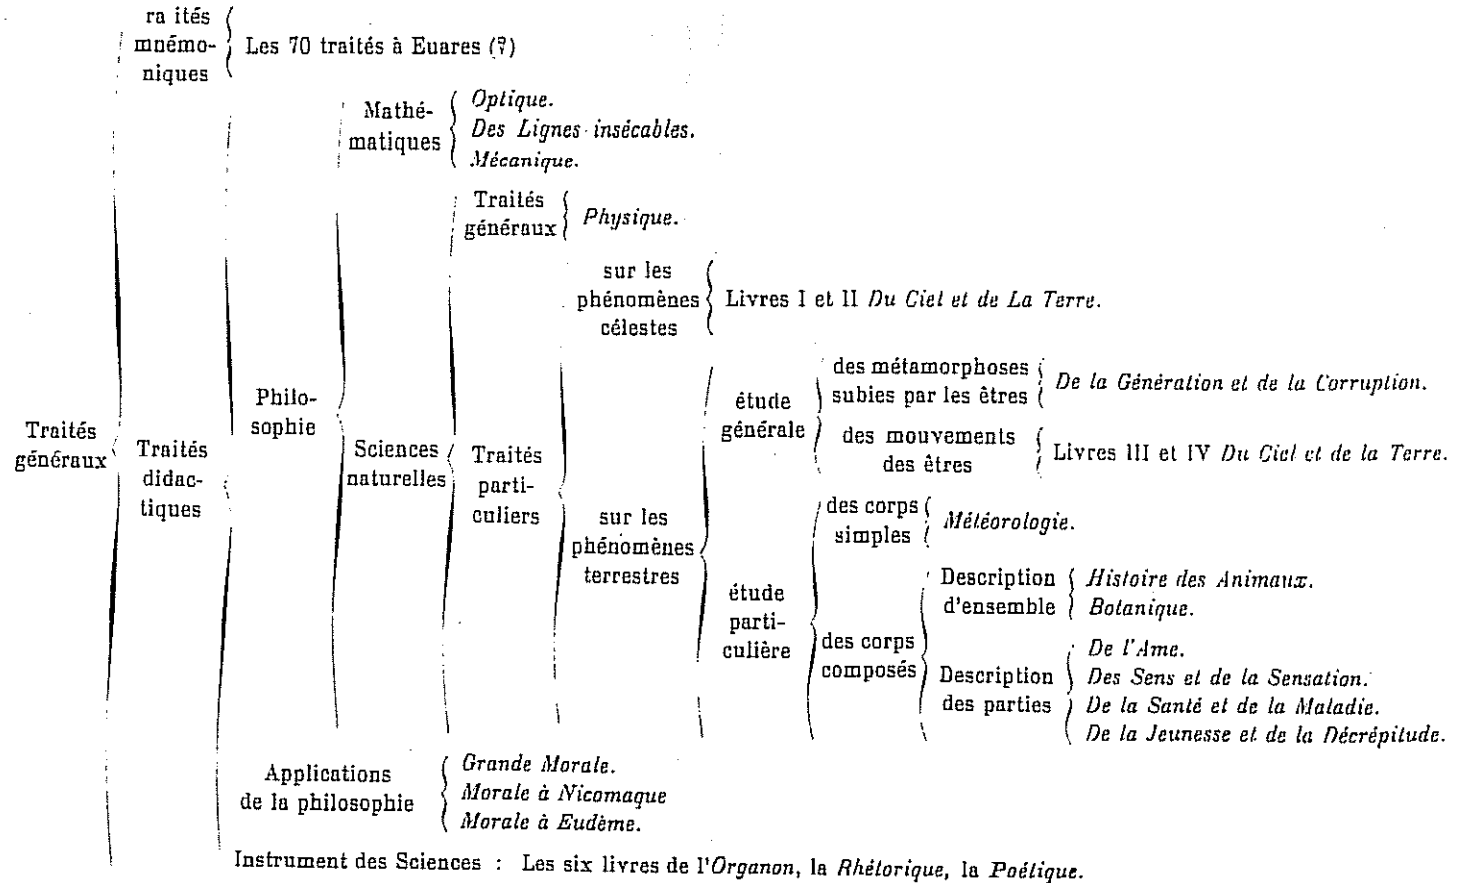 ra ités
mnémo-
niques
Les 70 traités à Euares (?)
Mathé-
matiques
Optique.
Des Lignes insécables.
Mécanique.
Traités
généraux
Physique.
sur les
phénomènes
célestes
Livres I et II Du Ciel et de La Terre.
des métamorphoses
subies par les êtres
De la Génération et de la Corruption.
étude
générale
des mouvements
des êtres
Livres III et IV Du Ciel et de la Terre.
Philo-
sophie
Traités
généraux
Traités
didac-
tiques
Sciences
naturelles
Traités
parti-
culiers
sur les
phénomènes
terrestres
des corps
simples
Météorologie.
étude
parti-
culière
des corps
composés
Description
d'ensemble
Histoire des Animaux.
Botanique.
Description
des parties
De l'Ame.
Des Sens et de la Sensation.
De la Santé et de la Maladie.
De la Jeunesse et de la Décrépitude.
Applications
de la philosophie
Grande Morale.
Morale à Nicomaque
Morale à Eudème.
Instrument des Sciences : Les six livres de l'Organon, la Rhétorique, la Poétique.